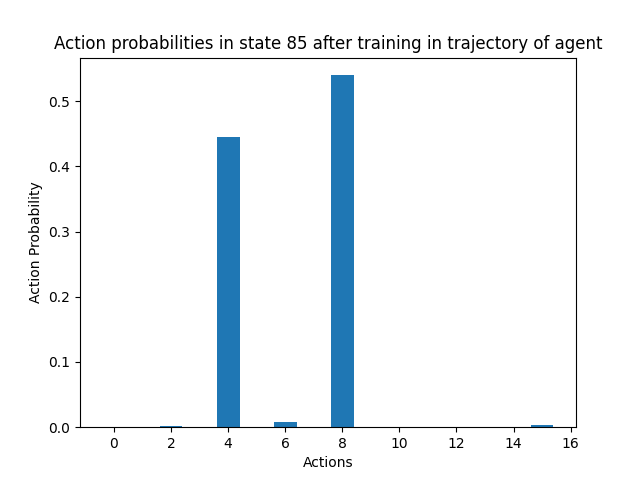 Action probabilities in state 85 after training in trajectory of agent
Action Probability
0.5
0.4
0.3
0.2
0.1
0.0
0 2 4 6 8 10 12 14 16
Actions